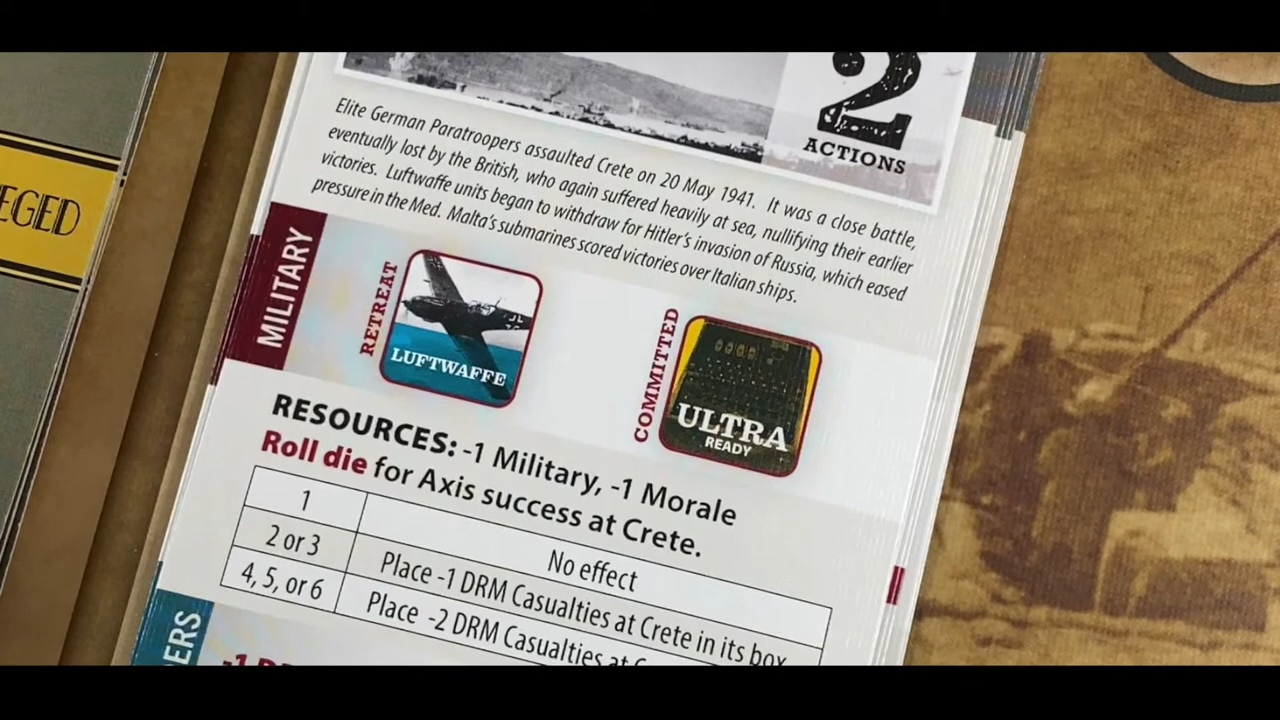 2
ACTIONS
Elite German Paratroopers assaulted Crete on 20 May 1941. It was a close battle,
eventually lost by the British, who again suffered heavily at sea, nullifying their earlier
victories. Luftwaffe units began to withdraw for Hitler's invasion of Russia, which eased
pressure in the Med. Malta's submarines scored victories over Italian ships.
EGED
MILITARY
RETREAT
LUFTWAFFE
COMMITTED
ULTRA
READY
RESOURCES: -1 Military, -1 Morale
Roll die for Axis success at Crete.
1 No effect
2 or 3 Place -1 DRM Casualties at Crete in its box
4, 5, or 6 Place -2 DRM Casualties at
ERS